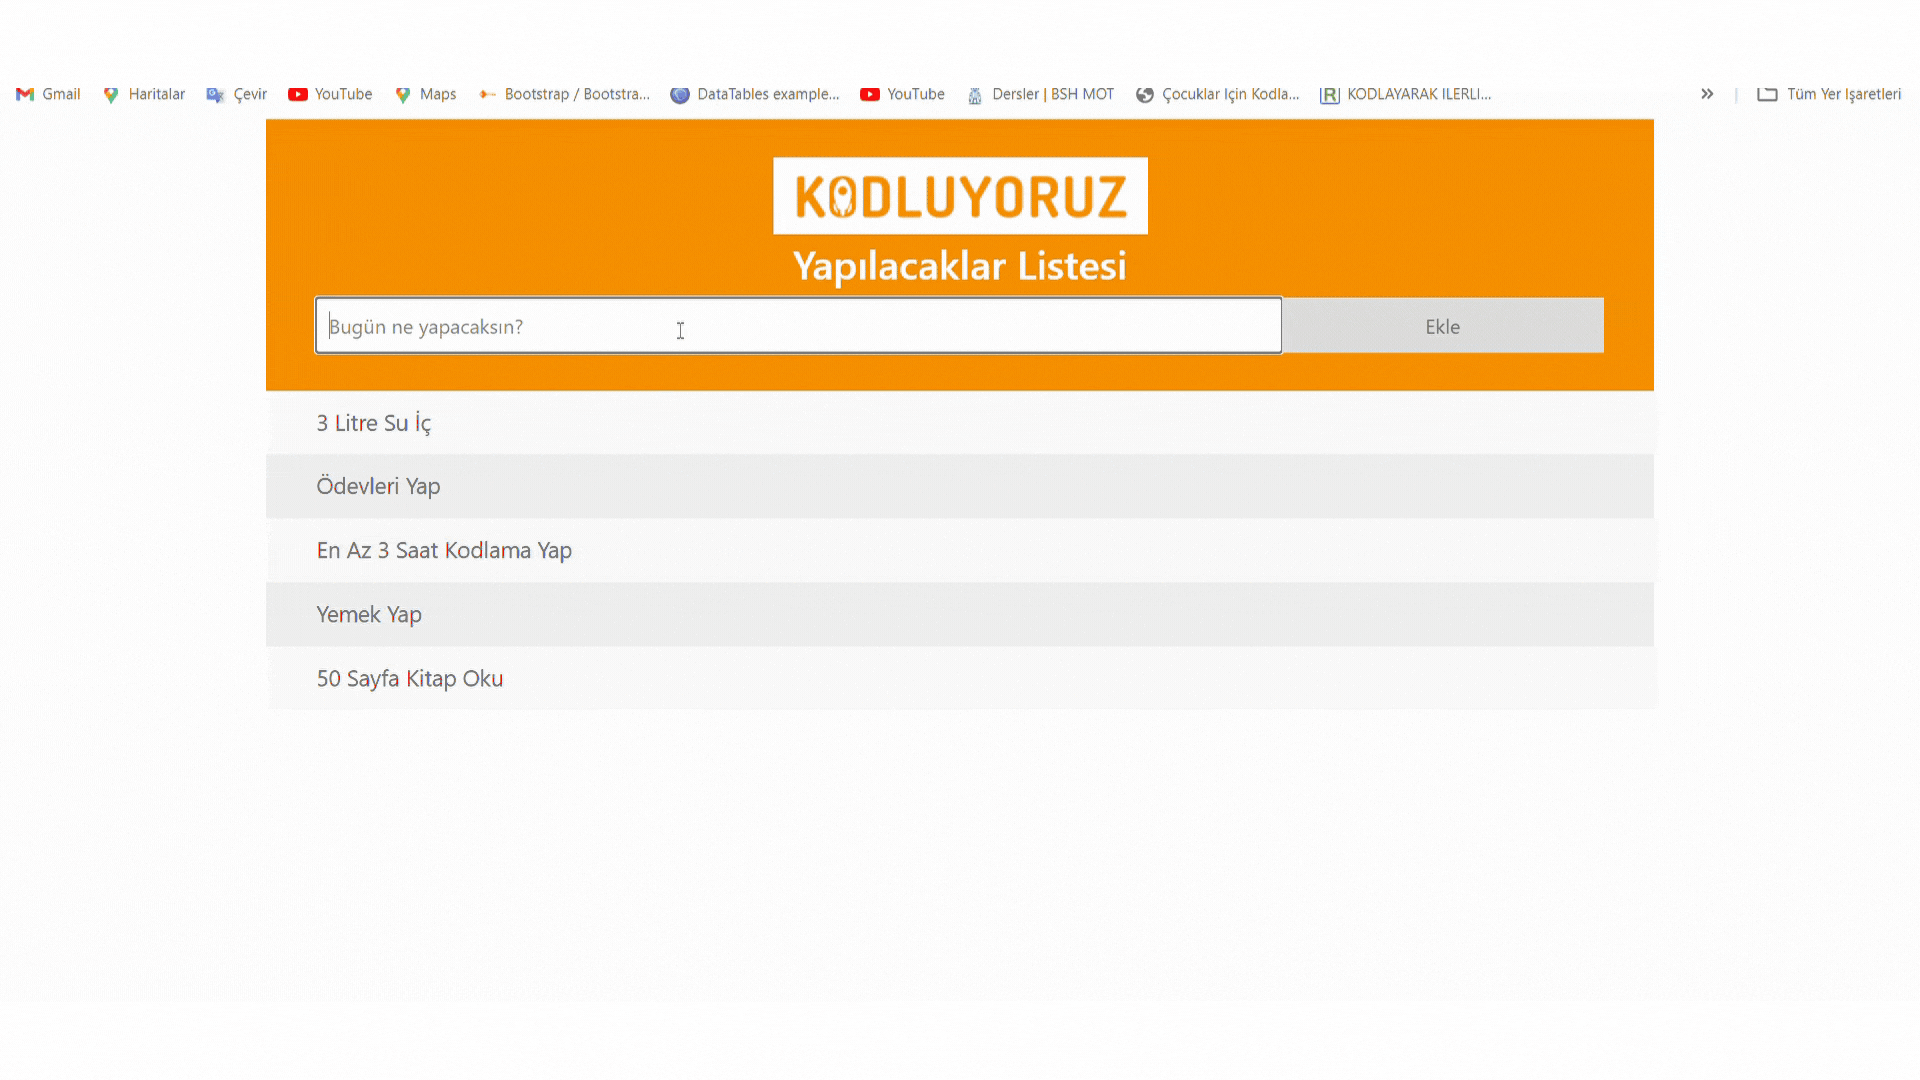 Gmail Haritalar Çevir YouTube Maps Bootstrap / Bootstra... DataTables example... YouTube Dersler | BSH MOT Çocuklar Için Kodla... KODLAYARAK ILERLI... » Tüm Yer Işaretleri
KODLUYORUZ
Yapılacaklar Listesi
Bugün ne yapacaksın? Ekle
3 Litre Su İç
Ödevleri Yap
En Az 3 Saat Kodlama Yap
Yemek Yap
50 Sayfa Kitap Oku